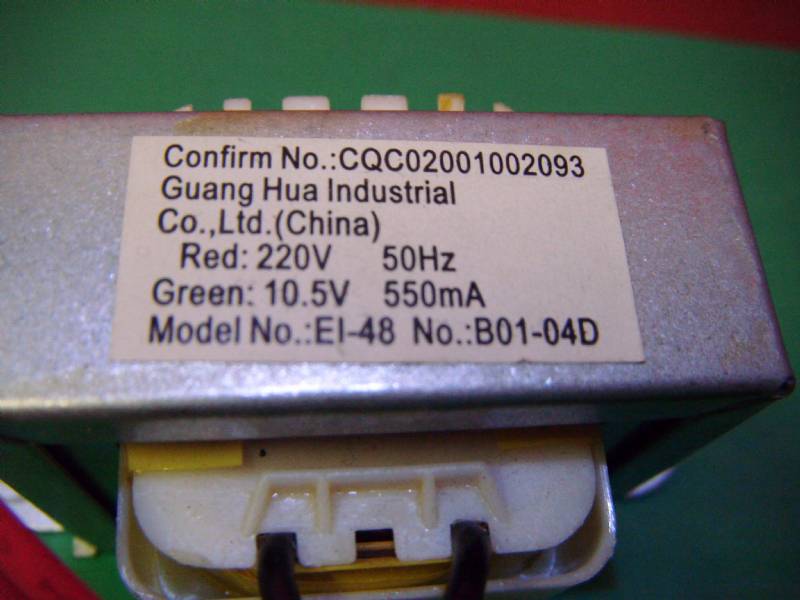 Confirm No.:CQC02001002093
Guang Hua Industrial
Co.,Ltd.(China)
Red: 220V 50Hz
Green: 10.5V 550mA
Model No.:EI-48 No.:B01-04D